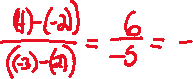 ((4)-(-2))/((-3)-(2)) = 6/-5 = -